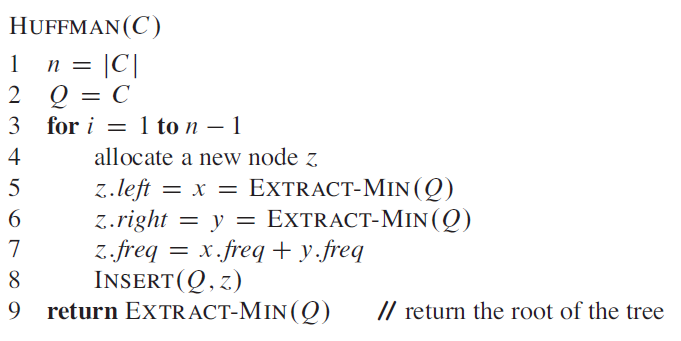 HUFFMAN(C)
1 n = |C|
2 Q = C
3 for i = 1 to n − 1
4 allocate a new node z
5 z.left = x = EXTRACT-MIN(Q)
6 z.right = y = EXTRACT-MIN(Q)
7 z.freq = x.freq + y.freq
8 INSERT(Q, z)
9 return EXTRACT-MIN(Q) // return the root of the tree